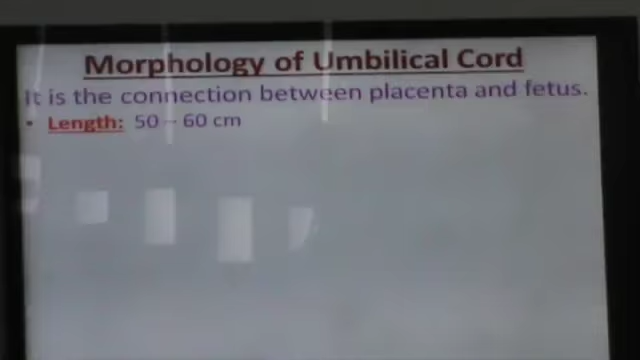 Morphology of Umbilical Cord
It is the connection between placenta and fetus.
• Length: 50 – 60 cm